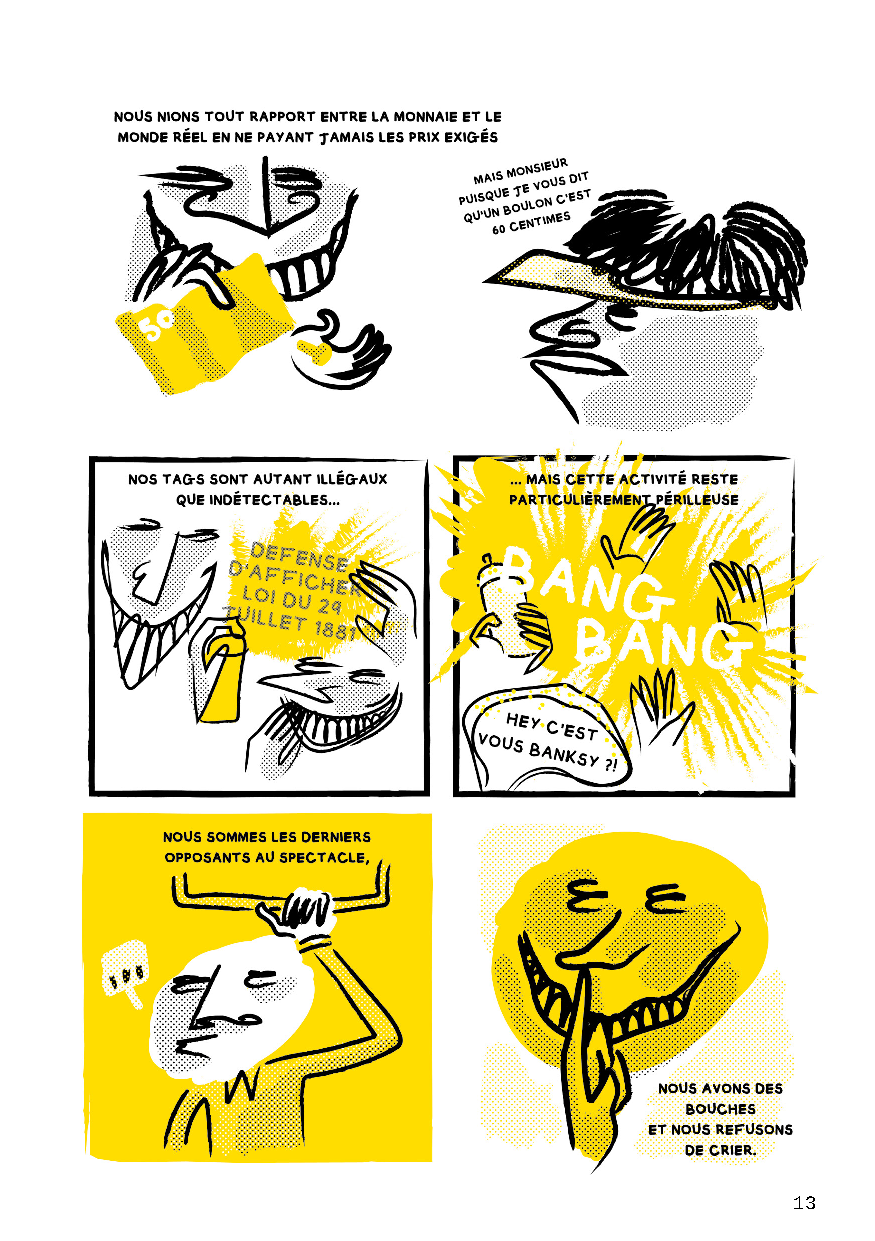 NOUS NIONS TOUT RAPPORT ENTRE LA MONNAIE ET LE
MONDE RÉEL EN NE PAYANT JAMAIS LES PRIX EXIGÉS
MAIS MONSIEUR
PUISQUE JE VOUS DIT
QU'UN BOULON C'EST
60 CENTIMES
50
NOS TAGS SONT AUTANT ILLÉGAUX
QUE INDÉTECTABLES...
DEFENSE
D'AFFICHER
LOI DU 29
JUILLET 1881
... MAIS CETTE ACTIVITÉ RESTE
PARTICULIÈREMENT PÉRILLEUSE
BANG
BANG
HEY C'EST
VOUS BANKSY ?!
NOUS SOMMES LES DERNIERS
OPPOSANTS AU SPECTACLE,
$ $ $
NOUS AVONS DES
BOUCHES
ET NOUS REFUSONS
DE CRIER.
13